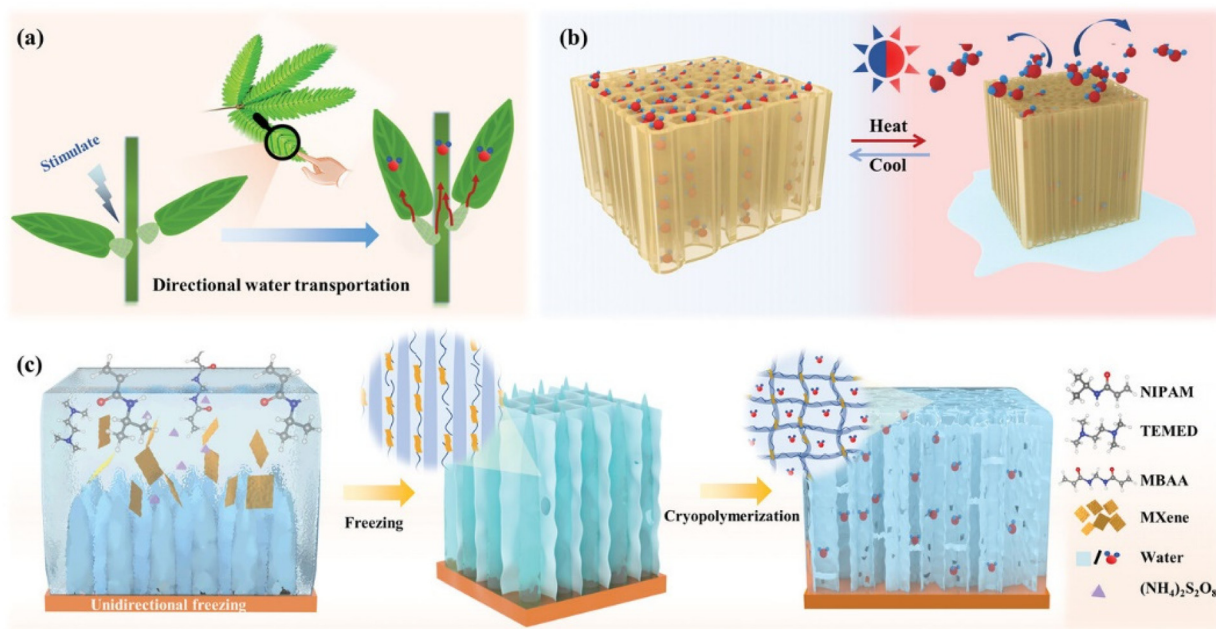 (a)
Stimulate
Directional water transportation
(b)
Heat
Cool
(c)
Unidirectional freezing
Freezing
Cryopolymerization
NIPAM
TEMED
MBAA
MXene
Water
(NH₄)₂S₂O₈